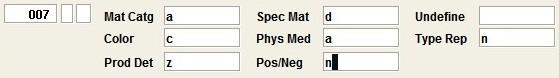 007 Mat Catg a Spec Mat d Undefine
Color c Phys Med a Type Rep n
Prod Det z Pos/Neg n